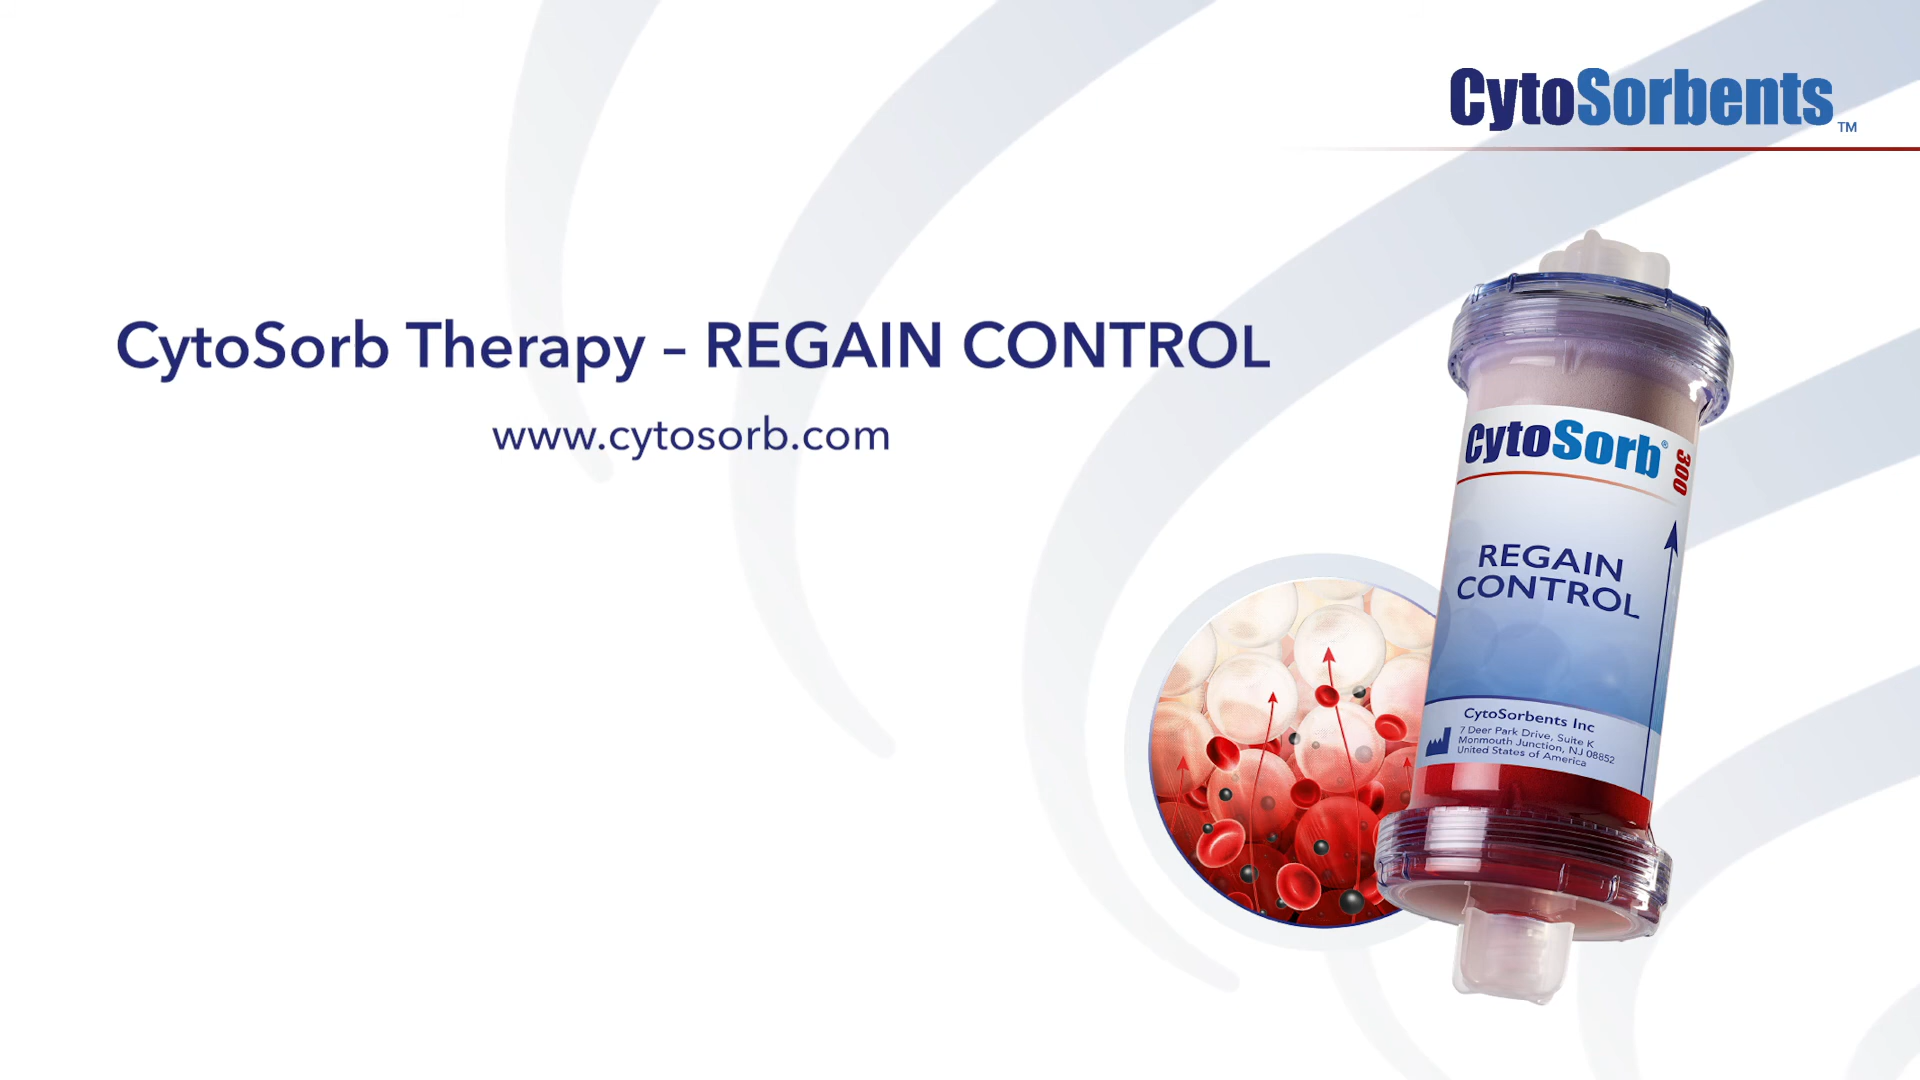 CytoSorbents™
CytoSorb Therapy – REGAIN CONTROL
www.cytosorb.com
CytoSorb® 300
REGAIN
CONTROL
CytoSorbents Inc
7 Deer Park Drive, Suite K
Monmouth Junction, NJ 08852
United States of America